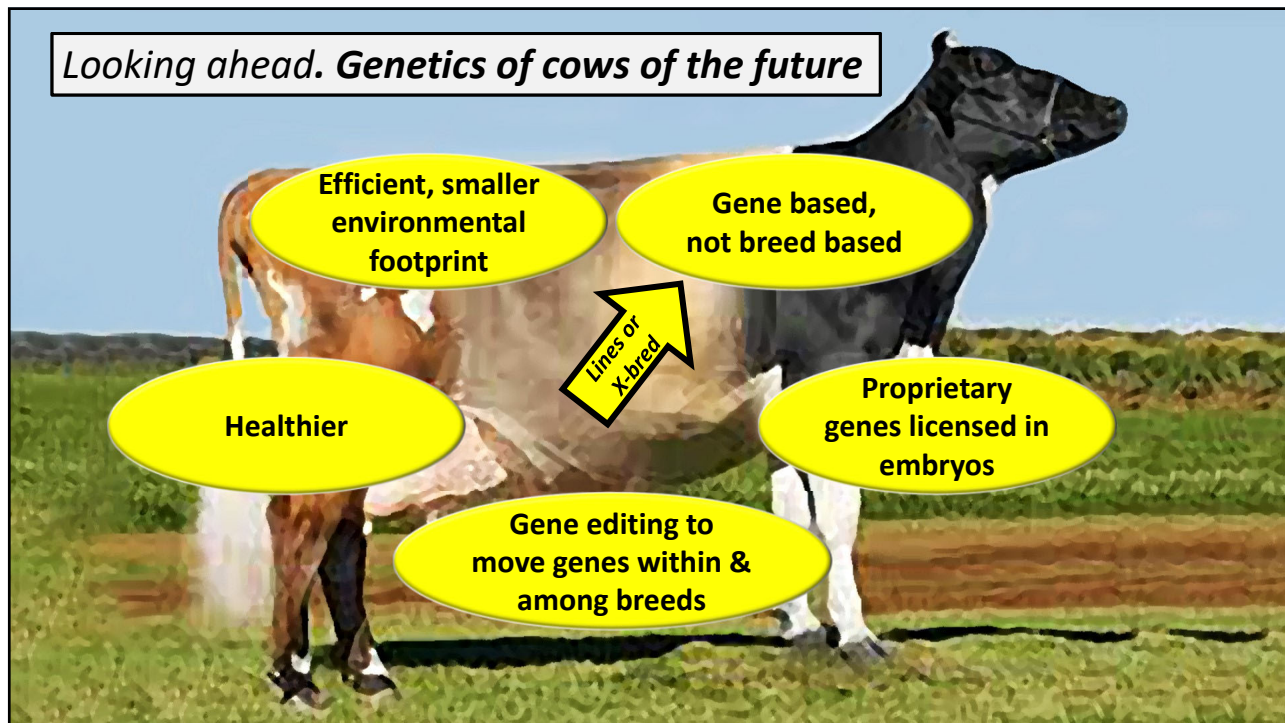 Looking ahead. Genetics of cows of the future
Efficient, smaller
environmental
footprint
Gene based,
not breed based
Lines or
X-bred
Healthier
Proprietary
genes licensed in
embryos
Gene editing to
move genes within &
among breeds